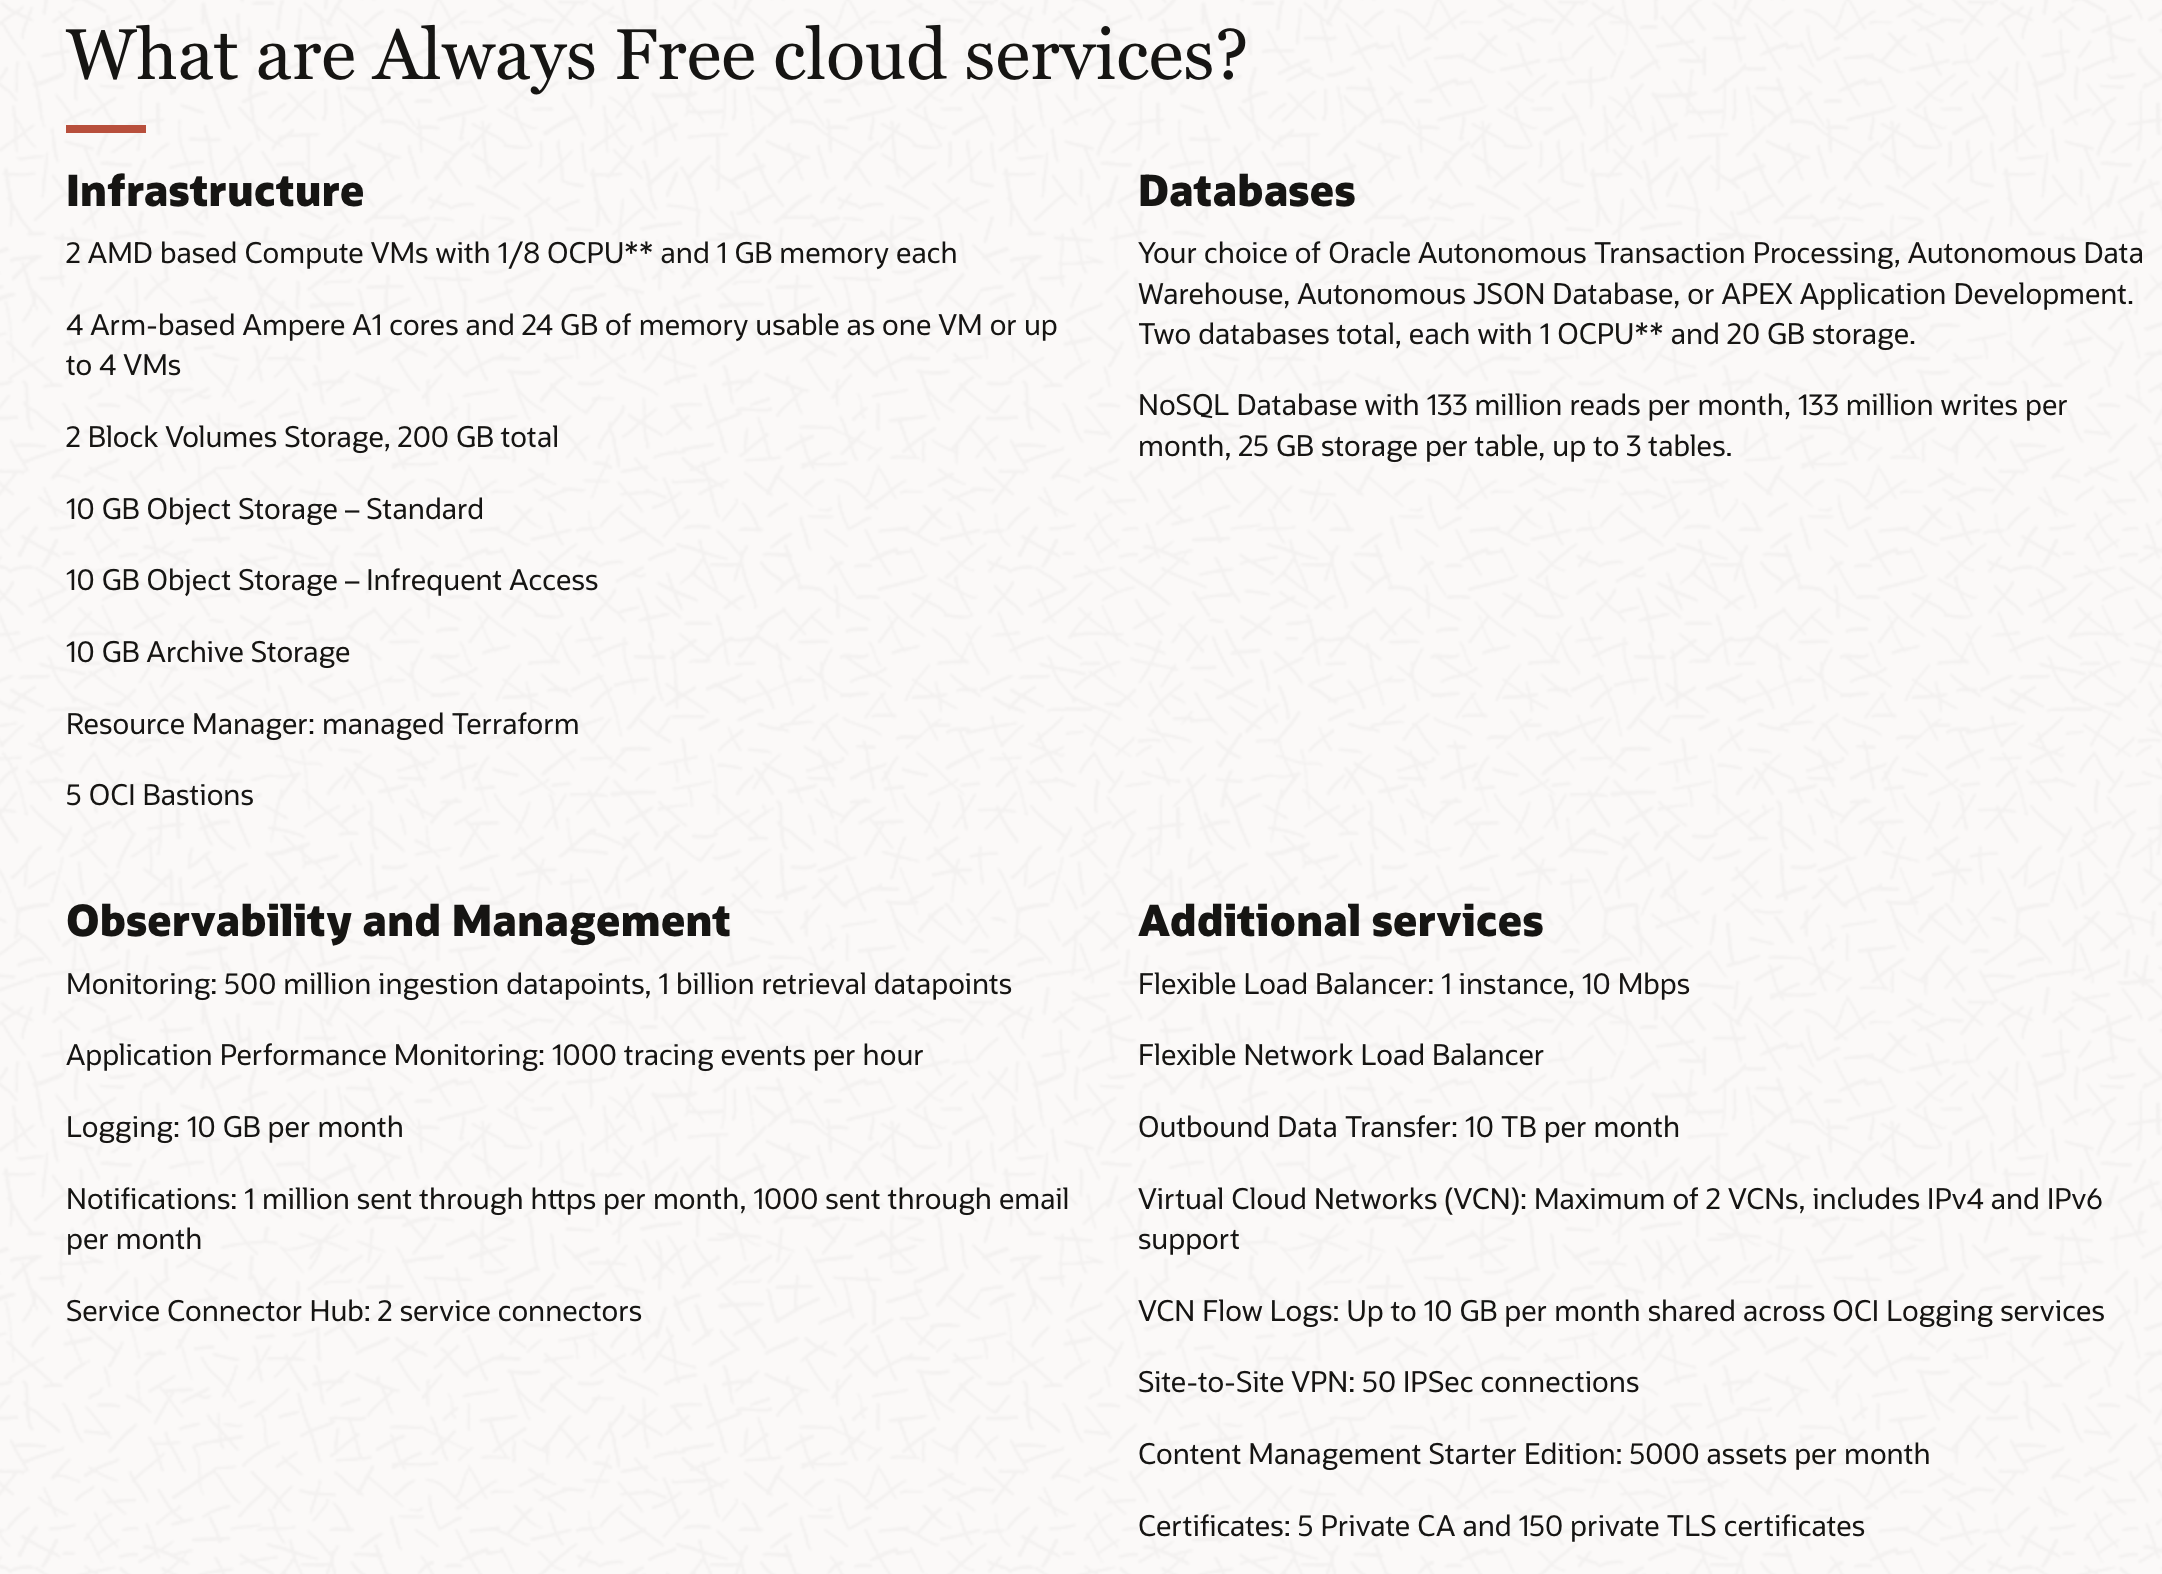 What are Always Free cloud services?
Infrastructure
2 AMD based Compute VMs with 1/8 OCPU** and 1 GB memory each
4 Arm-based Ampere A1 cores and 24 GB of memory usable as one VM or up
to 4 VMs
2 Block Volumes Storage, 200 GB total
10 GB Object Storage – Standard
10 GB Object Storage – Infrequent Access
10 GB Archive Storage
Resource Manager: managed Terraform
5 OCI Bastions
Databases
Your choice of Oracle Autonomous Transaction Processing, Autonomous Data
Warehouse, Autonomous JSON Database, or APEX Application Development.
Two databases total, each with 1 OCPU** and 20 GB storage.
NoSQL Database with 133 million reads per month, 133 million writes per
month, 25 GB storage per table, up to 3 tables.
Observability and Management
Monitoring: 500 million ingestion datapoints, 1 billion retrieval datapoints
Application Performance Monitoring: 1000 tracing events per hour
Logging: 10 GB per month
Notifications: 1 million sent through https per month, 1000 sent through email
per month
Service Connector Hub: 2 service connectors
Additional services
Flexible Load Balancer: 1 instance, 10 Mbps
Flexible Network Load Balancer
Outbound Data Transfer: 10 TB per month
Virtual Cloud Networks (VCN): Maximum of 2 VCNs, includes IPv4 and IPv6
support
VCN Flow Logs: Up to 10 GB per month shared across OCI Logging services
Site-to-Site VPN: 50 IPSec connections
Content Management Starter Edition: 5000 assets per month
Certificates: 5 Private CA and 150 private TLS certificates